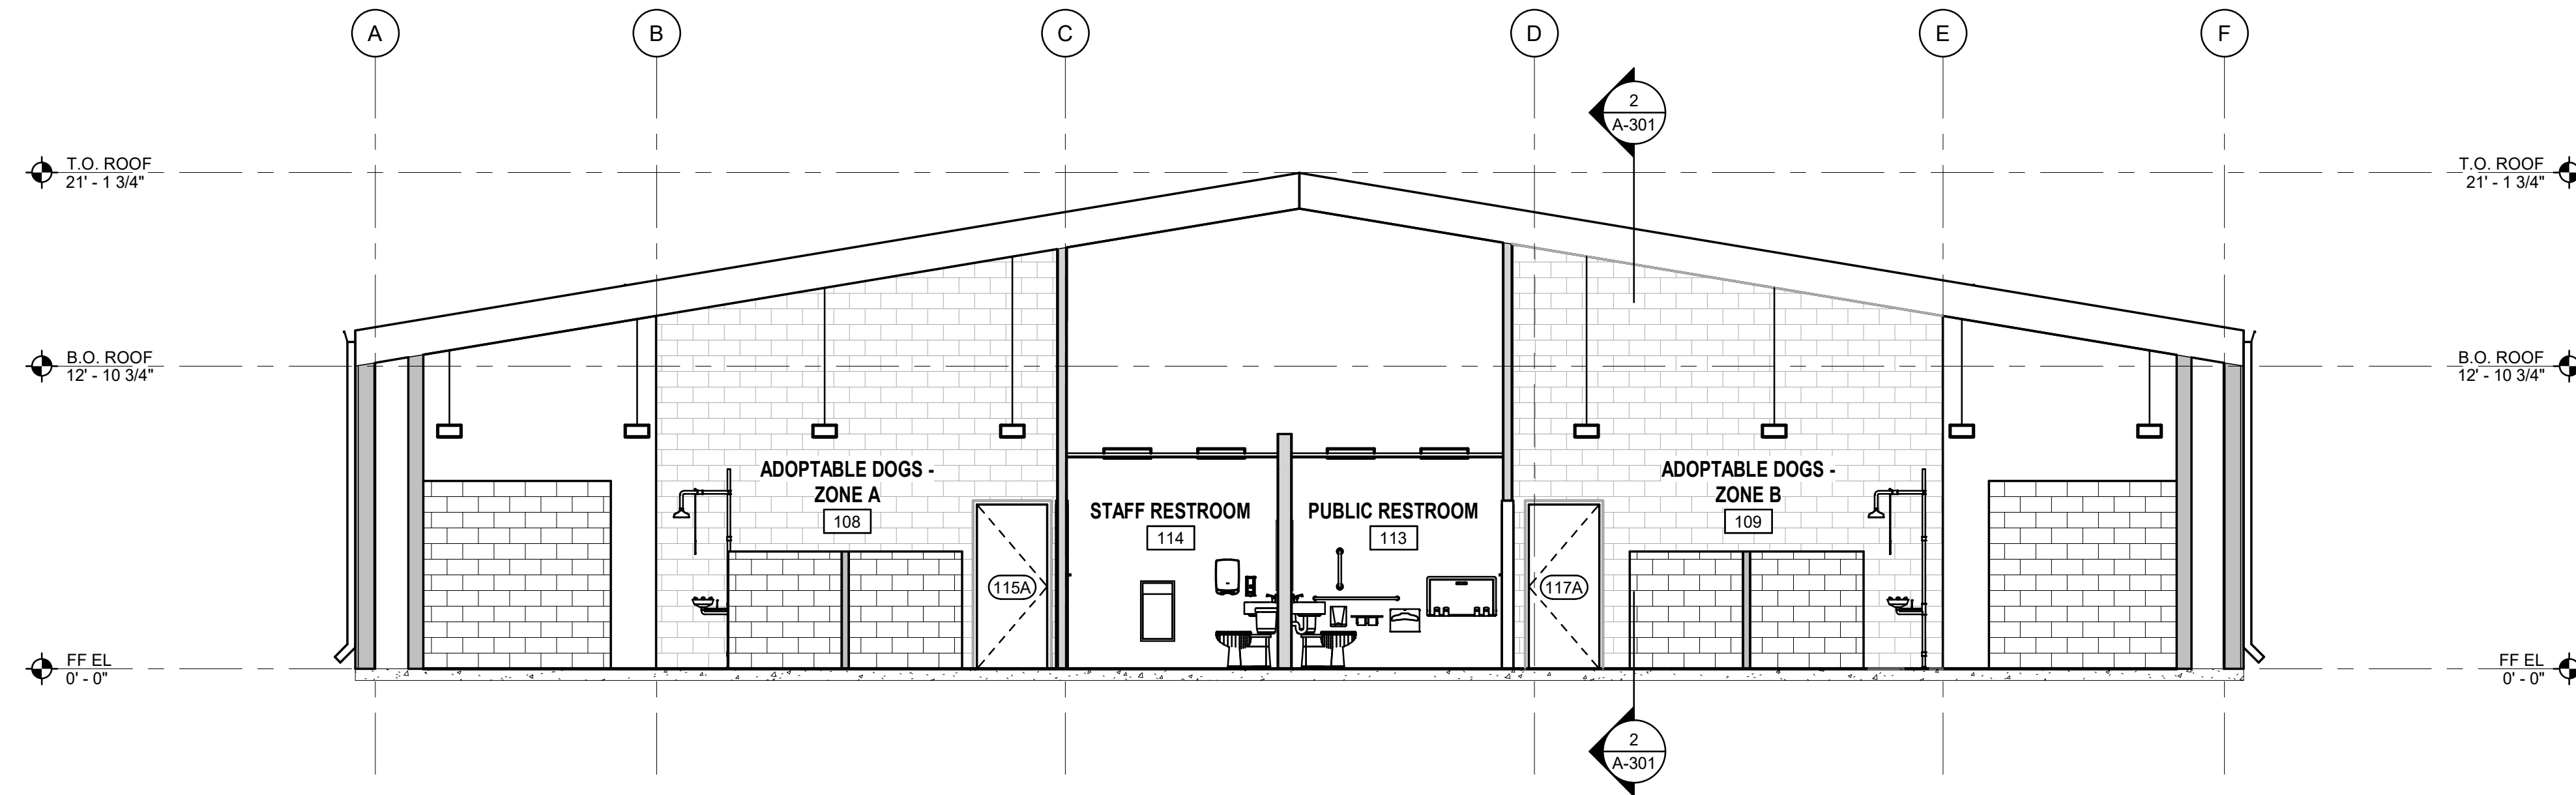 A
B
C
D
E
F
2
A-301
T.O. ROOF
21' - 1 3/4"
T.O. ROOF
21' - 1 3/4"
B.O. ROOF
12' - 10 3/4"
B.O. ROOF
12' - 10 3/4"
ADOPTABLE DOGS -
ZONE A
108
ADOPTABLE DOGS -
ZONE B
109
STAFF RESTROOM
114
PUBLIC RESTROOM
113
115A
117A
FF EL
0' - 0"
FF EL
0' - 0"
2
A-301